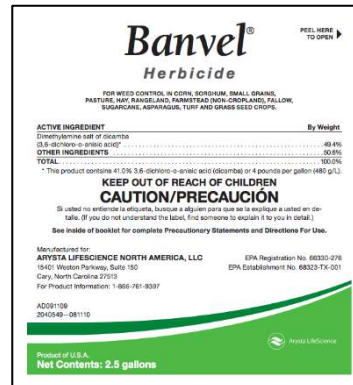 Banvel®
PEEL HERE
TO OPEN
Herbicide
FOR WEED CONTROL IN CORN, SORGHUM, SMALL GRAINS,
PASTURE, HAY, RANGELAND, FARMSTEAD (NON-CROPLAND), FALLOW,
SUGARCANE, ASPARAGUS, TURF AND GRASS SEED CROPS.
ACTIVE INGREDIENT By Weight
Dimethylamine salt of dicamba
(3,6-dichloro-o-anisic acid)* 49.4%
OTHER INGREDIENTS 50.6%
TOTAL 100.0%
* This product contains 41.0% 3,6-dichloro-o-anisic acid (dicamba) or 4 pounds per gallon (480 g/L).
KEEP OUT OF REACH OF CHILDREN
CAUTION/PRECAUCIÓN
Si usted no entiende la etiqueta, busque a alguien para que se la explique a usted en de-
talle. (If you do not understand the label, find someone to explain it to you in detail.)
See inside of booklet for complete Precautionary Statements and Directions For Use.
Manufactured for:
ARYSTA LIFESCIENCE NORTH AMERICA, LLC
15401 Weston Parkway, Suite 150
Cary, North Carolina 27513
For Product Information: 1-866-761-9397
EPA Registration No. 66330-276
EPA Establishment No. 68323-TX-001
AD091109
2040549–081110
Arysta LifeScience
Product of U.S.A.
Net Contents: 2.5 gallons